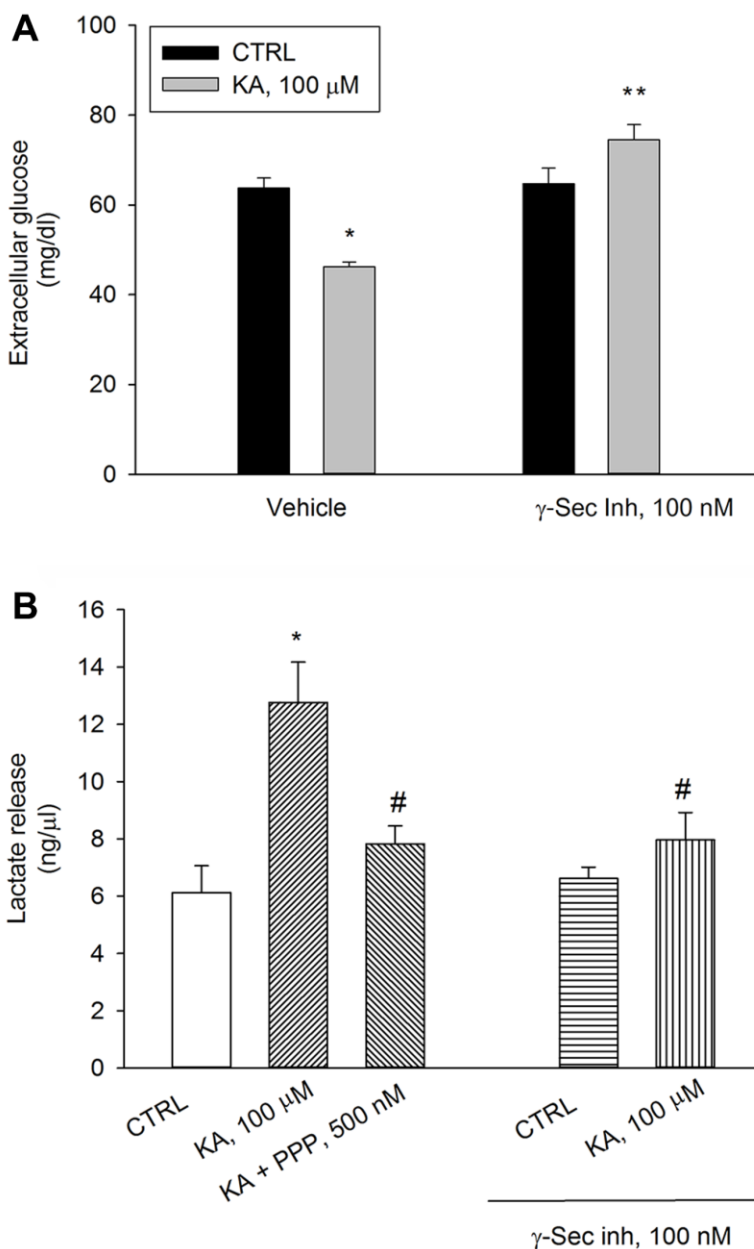 A
100
80
60
40
20
0
Extracellular glucose
(mg/dl)
CTRL
KA, 100 μM
*
**
Vehicle
γ-Sec Inh, 100 nM
B
16
14
12
10
8
6
4
2
0
Lactate release
(ng/μl)
*
#
#
CTRL
KA, 100 μM
KA + PPP, 500 nM
CTRL
KA, 100 μM
γ-Sec inh, 100 nM